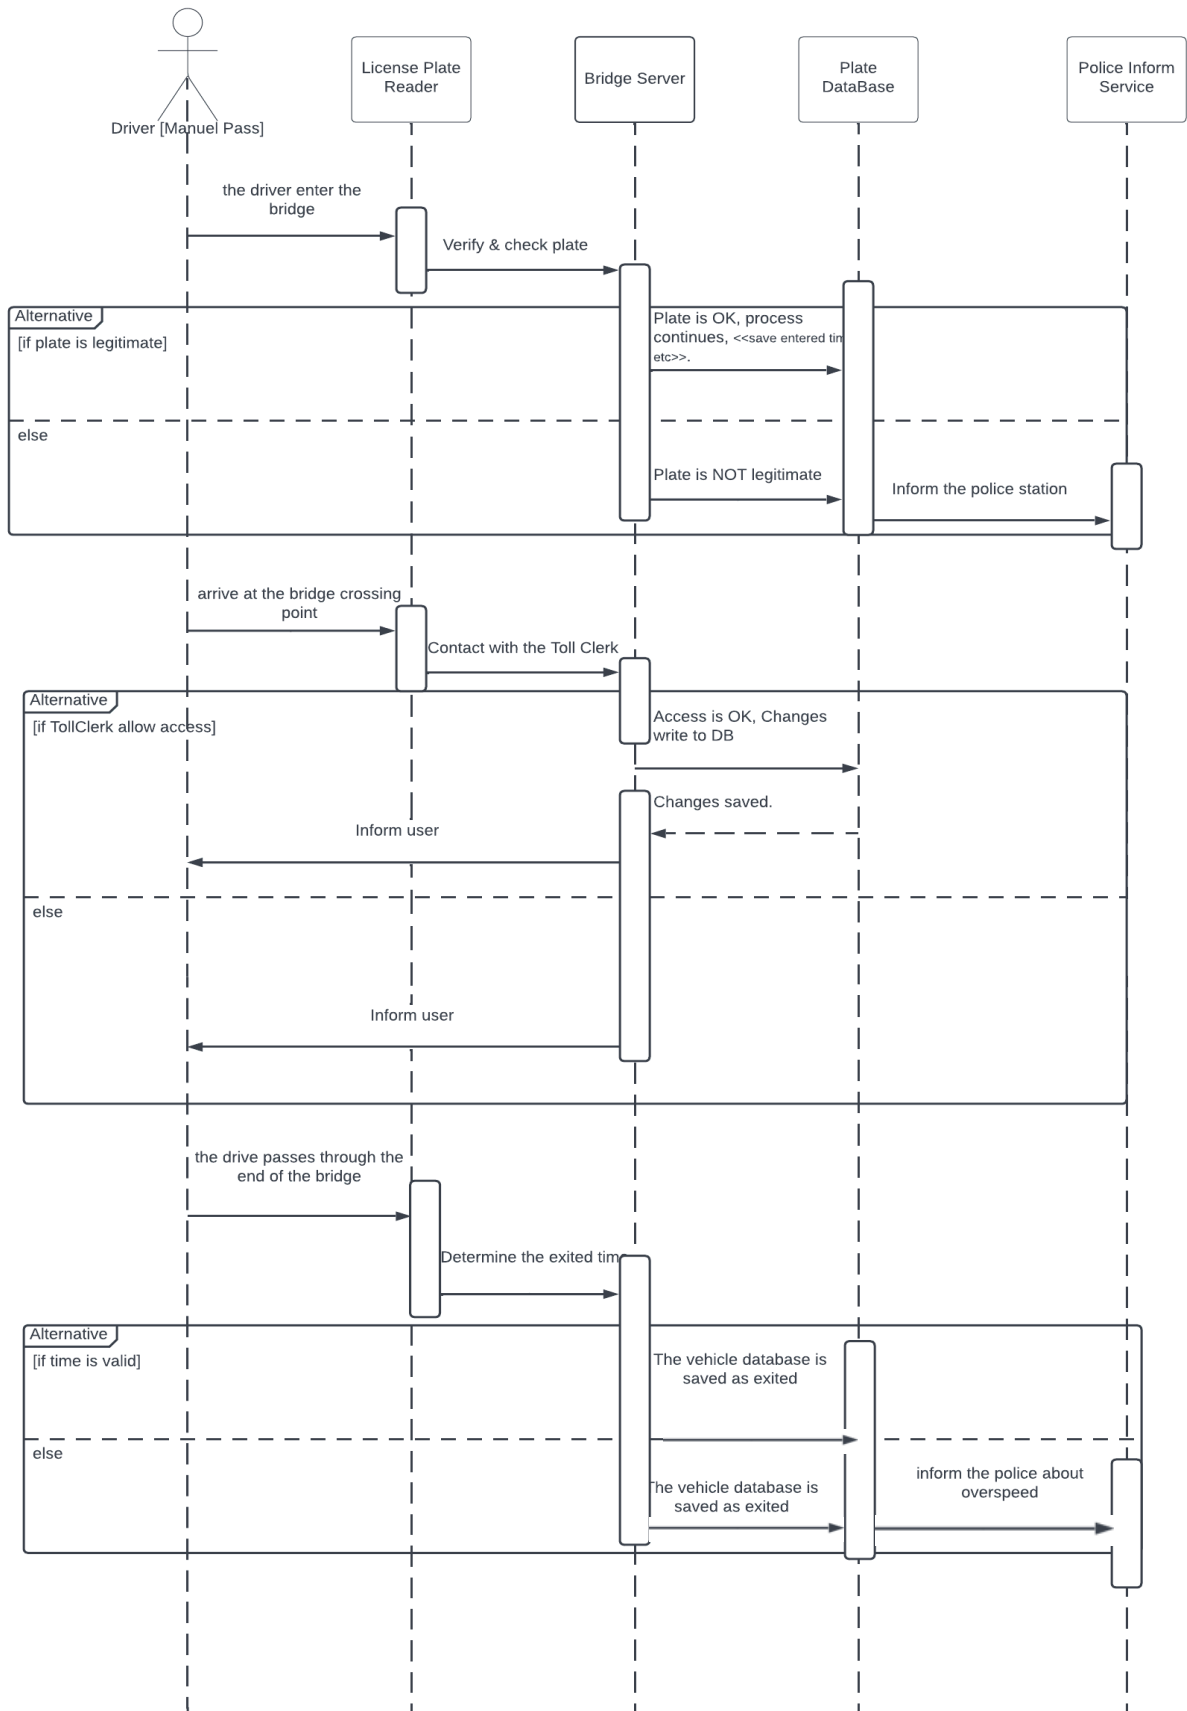 License Plate
Reader
Bridge Server
Plate
DataBase
Police Inform
Service
Driver [Manuel Pass]
the driver enter the
bridge
Verify & check plate
Alternative
[if plate is legitimate]
Plate is OK, process
continues, <<save entered tim
etc>>.
else
Plate is NOT legitimate
Inform the police station
arrive at the bridge crossing
point
Contact with the Toll Clerk
Alternative
[if TollClerk allow access]
Access is OK, Changes
write to DB
Changes saved.
Inform user
else
Inform user
the drive passes through the
end of the bridge
Determine the exited time
Alternative
[if time is valid]
The vehicle database is
saved as exited
else
The vehicle database is
saved as exited
inform the police about
overspeed